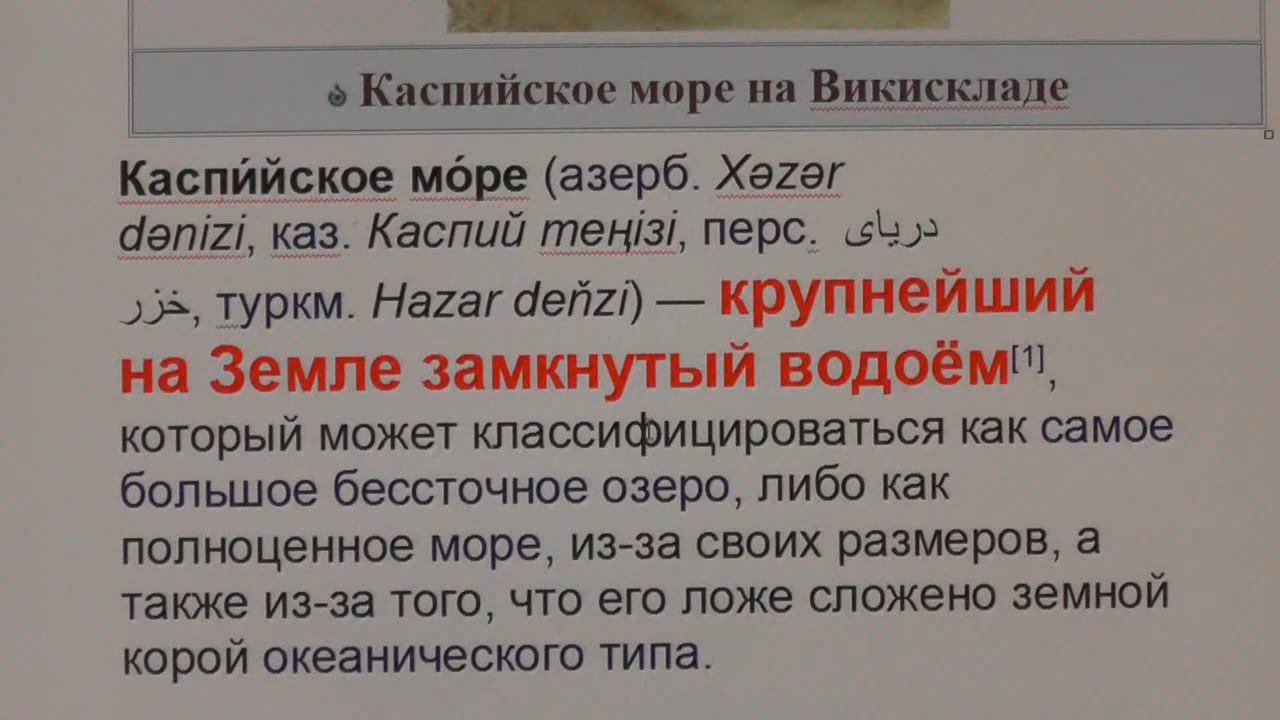 Каспийское море на Викискладе
Каспи́йское мо́ре (азерб. Xəzər
dənizi, каз. Каспий теңізі, перс. دریای
خزر, туркм. Hazar deňzi) — крупнейший
на Земле замкнутый водоём[1],
который может классифицироваться как самое
большое бессточное озеро, либо как
полноценное море, из-за своих размеров, а
также из-за того, что его ложе сложено земной
корой океанического типа.